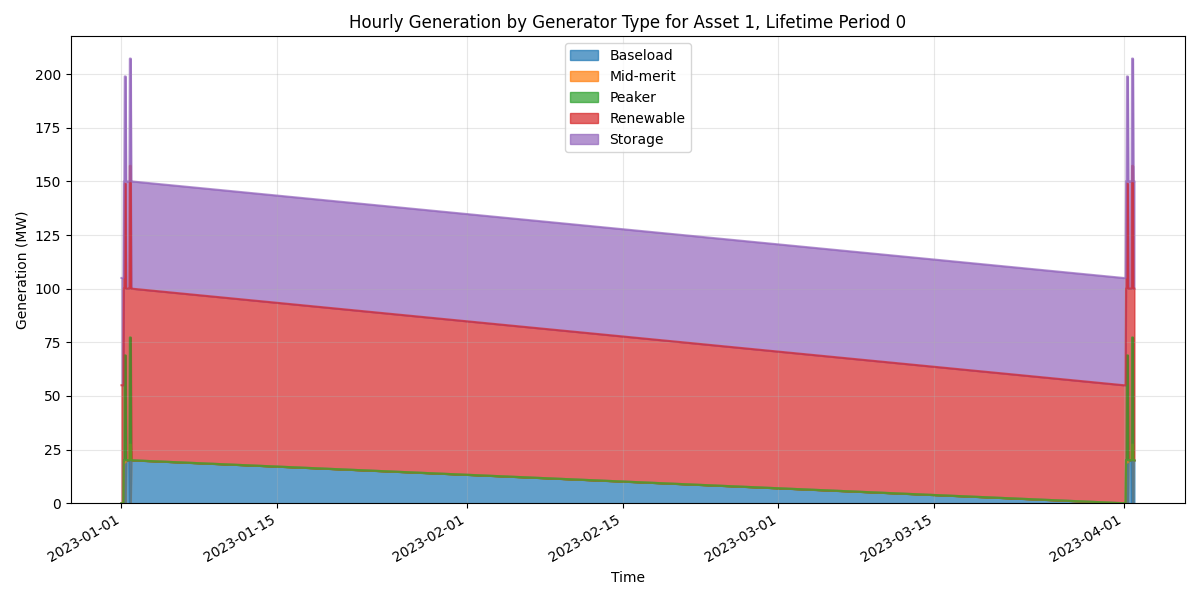 Hourly Generation by Generator Type for Asset 1, Lifetime Period 0
Baseload
Mid-merit
Peaker
Renewable
Storage
Generation (MW)
200
175
150
125
100
75
50
25
0
2023-01-01
2023-01-15
2023-02-01
2023-02-15
2023-03-01
2023-03-15
2023-04-01
Time